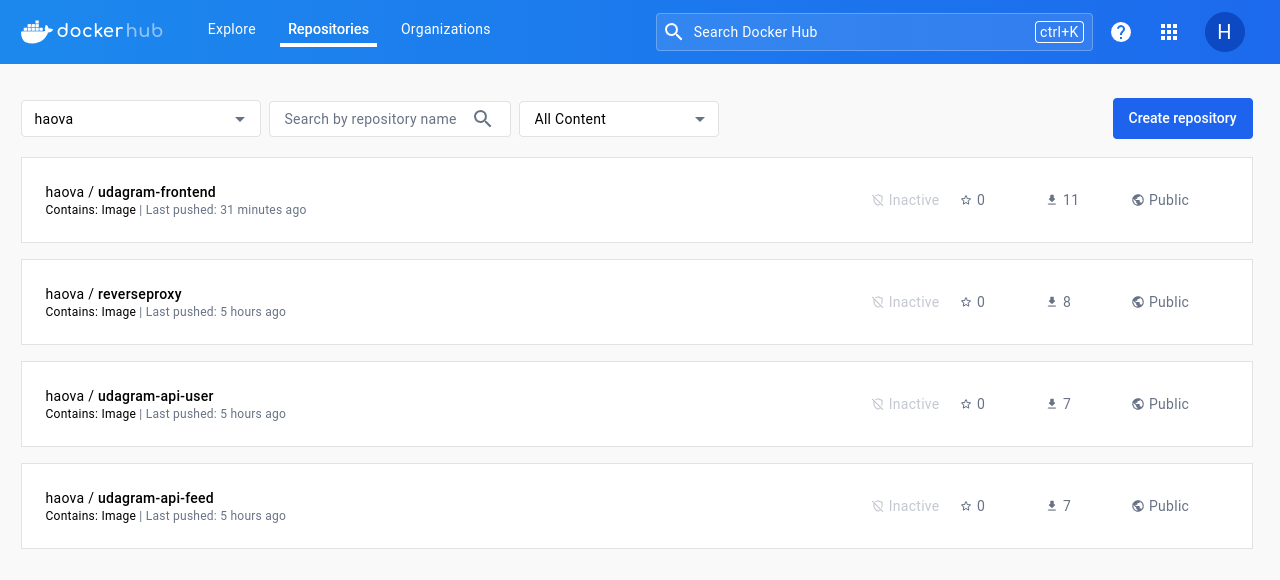 dockerhub Explore Repositories Organizations Search Docker Hub ctrl+K H
haova Search by repository name All Content Create repository
haova / udagram-frontend
Contains: Image | Last pushed: 31 minutes ago
Inactive 0 11 Public
haova / reverseproxy
Contains: Image | Last pushed: 5 hours ago
Inactive 0 8 Public
haova / udagram-api-user
Contains: Image | Last pushed: 5 hours ago
Inactive 0 7 Public
haova / udagram-api-feed
Contains: Image | Last pushed: 5 hours ago
Inactive 0 7 Public